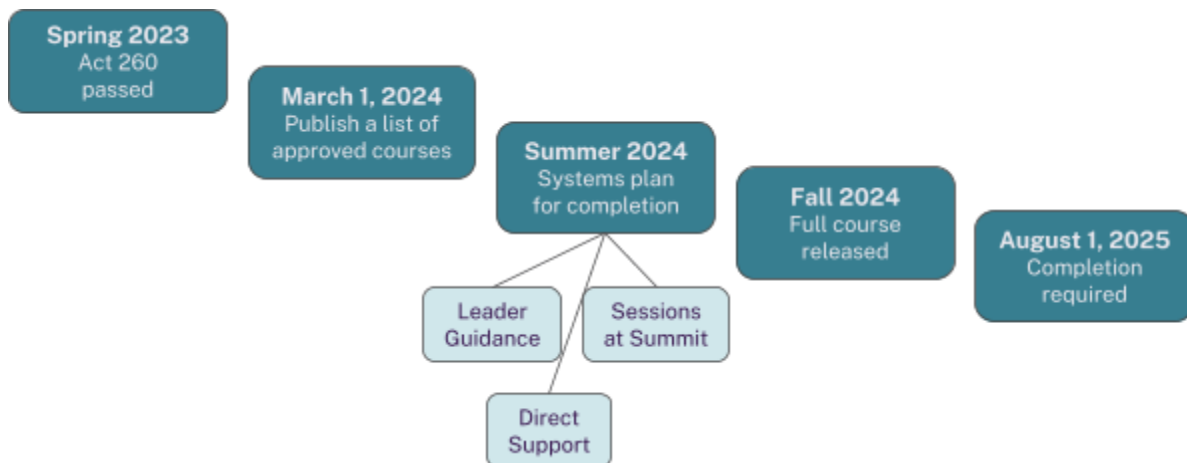 Spring 2023
Act 260
passed
March 1, 2024
Publish a list of
approved courses
Summer 2024
Systems plan
for completion
Fall 2024
Full course
released
August 1, 2025
Completion
required
Leader
Guidance
Sessions
at Summit
Direct
Support